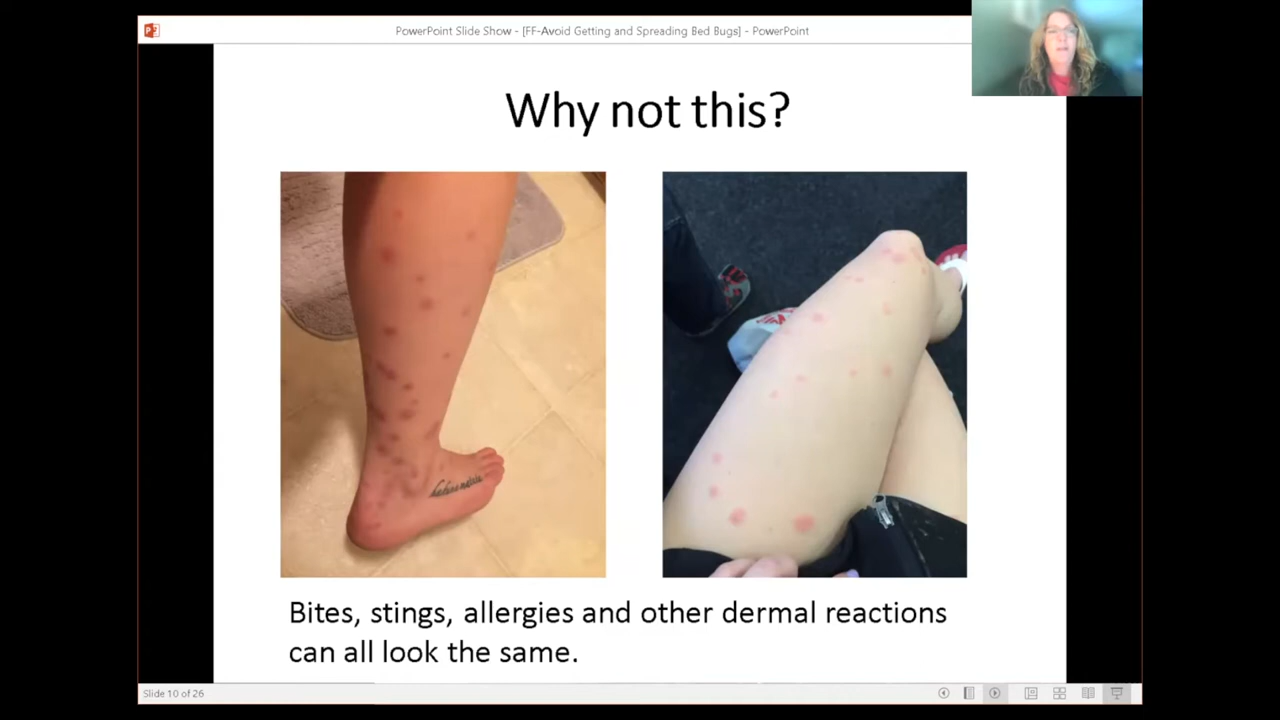 PowerPoint Slide Show - [FF-Avoid Getting and Spreading Bed Bugs] - PowerPoint
Why not this?
Bites, stings, allergies and other dermal reactions
can all look the same.
Slide 10 of 26